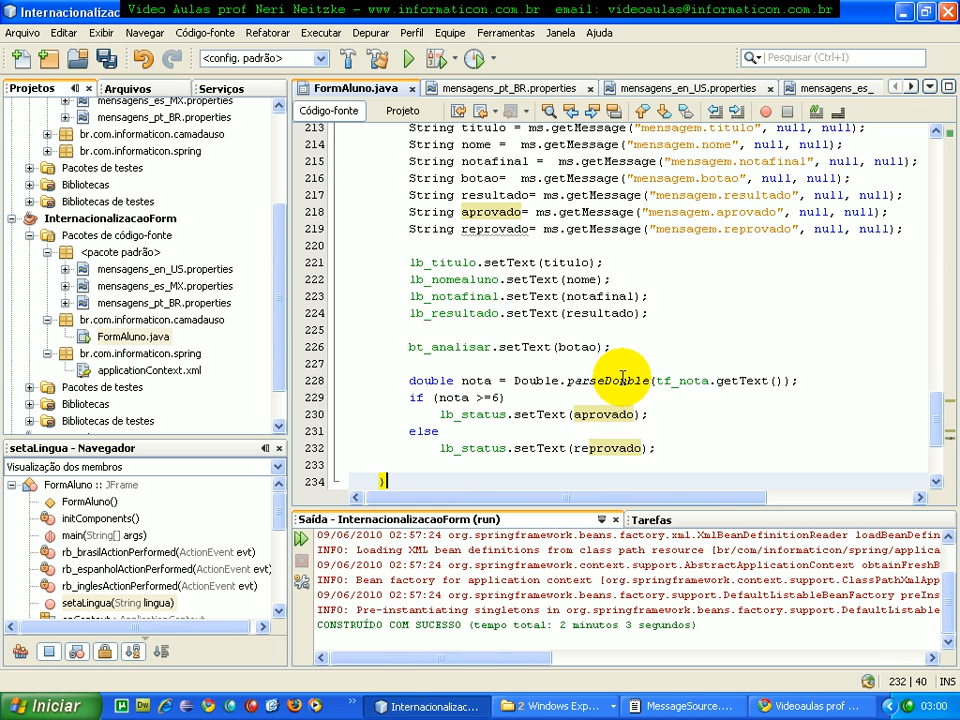 Internacionalizac
Video Aulas prof Neri Neitzke – www.informaticon.com.br email: videoaulas@informaticon.com.br
Arquivo Editar Exibir Navegar Código-fonte Refatorar Executar Depurar Perfil Equipe Ferramentas Janela Ajuda
<config. padrão>
Pesquisar (Ctrl+I)
Projetos Arquivos Serviços
mensagens_es_MX.properties
mensagens_pt_BR.properties
br.com.informaticon.camadauso
br.com.informaticon.spring
Pacotes de testes
Bibliotecas
Bibliotecas de testes
InternacionalizacaoForm
Pacotes de código-fonte
<pacote padrão>
mensagens_en_US.properties
mensagens_es_MX.properties
mensagens_pt_BR.properties
br.com.informaticon.camadauso
FormAluno.java
br.com.informaticon.spring
applicationContext.xml
Pacotes de testes
Bibliotecas
Bibliotecas de testes
setaLingua - Navegador
Visualização dos membros
FormAluno :: JFrame
FormAluno()
initComponents()
main(String[] args)
rb_brasilActionPerformed(ActionEvent evt)
rb_espanholActionPerformed(ActionEvent evt)
rb_inglesActionPerformed(ActionEvent evt)
setaLingua(String lingua)
FormAluno.java mensagens_pt_BR.properties mensagens_en_US.properties mensagens_es_
Código-fonte Projeto
213 String titulo = ms.getMessage("mensagem.titulo", null, null);
214 String nome = ms.getMessage("mensagem.nome", null, null);
215 String notafinal = ms.getMessage("mensagem.notafinal", null, null);
216 String botao= ms.getMessage("mensagem.botao", null, null);
217 String resultado= ms.getMessage("mensagem.resultado", null, null);
218 String aprovado= ms.getMessage("mensagem.aprovado", null, null);
219 String reprovado= ms.getMessage("mensagem.reprovado", null, null);
220
221 lb_titulo.setText(titulo);
222 lb_nomealuno.setText(nome);
223 lb_notafinal.setText(notafinal);
224 lb_resultado.setText(resultado);
225
226 bt_analisar.setText(botao);
227
228 double nota = Double.parseDouble(tf_nota.getText());
229 if (nota >=6)
230 lb_status.setText(aprovado);
231 else
232 lb_status.setText(reprovado);
233
234 }
Saída - InternacionalizacaoForm (run) Tarefas
09/06/2010 02:57:24 org.springframework.beans.factory.xml.XmlBeanDefinitionReader loadBeanDefin
INFO: Loading XML bean definitions from class path resource [br/com/informaticon/spring/applica
09/06/2010 02:57:24 org.springframework.context.support.AbstractApplicationContext obtainFreshB
INFO: Bean factory for application context [org.springframework.context.support.ClassPathXmlApp
09/06/2010 02:57:24 org.springframework.beans.factory.support.DefaultListableBeanFactory preIns
INFO: Pre-instantiating singletons in org.springframework.beans.factory.support.DefaultListable
CONSTRUÍDO COM SUCESSO (tempo total: 2 minutos 3 segundos)
232 | 40 INS
Iniciar Internacionalizac... 2 Windows Exp... MessageSource.... Videoaulas prof ... 03:00